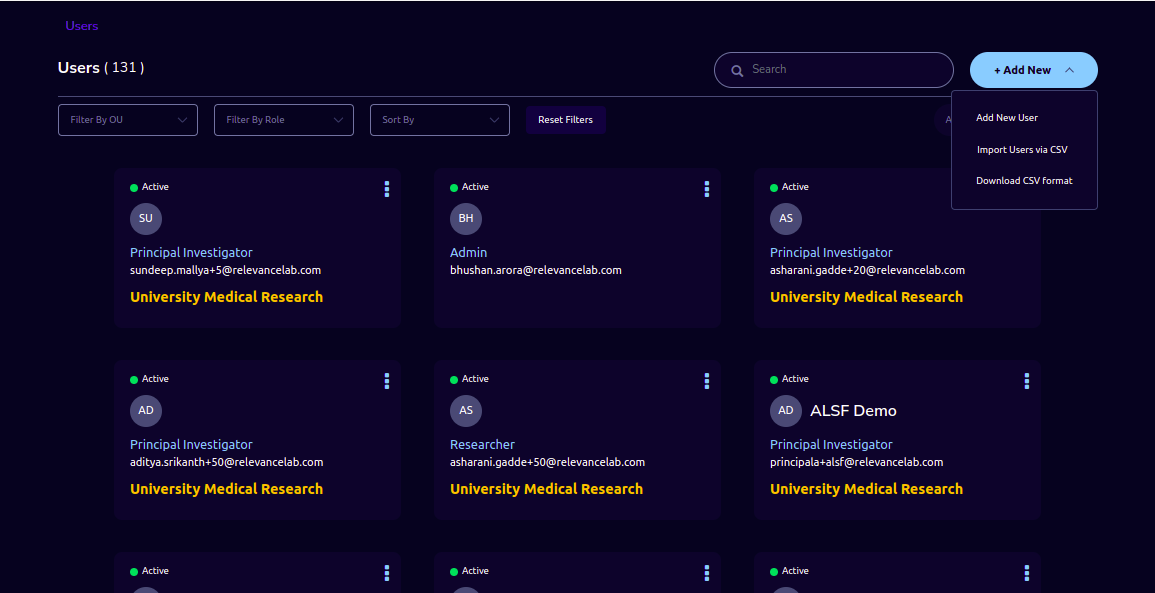 Users
Users ( 131 )
Search
+ Add New
Filter By OU
Filter By Role
Sort By
Reset Filters
A
Add New User
Import Users via CSV
Download CSV format
Active
SU
Principal Investigator
sundeep.mallya+5@relevancelab.com
University Medical Research
Active
BH
Admin
bhushan.arora@relevancelab.com
Active
AS
Principal Investigator
asharani.gadde+20@relevancelab.com
University Medical Research
Active
AD
Principal Investigator
aditya.srikanth+50@relevancelab.com
University Medical Research
Active
AS
Researcher
asharani.gadde+50@relevancelab.com
University Medical Research
Active
AD ALSF Demo
Principal Investigator
principala+alsf@relevancelab.com
University Medical Research
Active
Active
Active